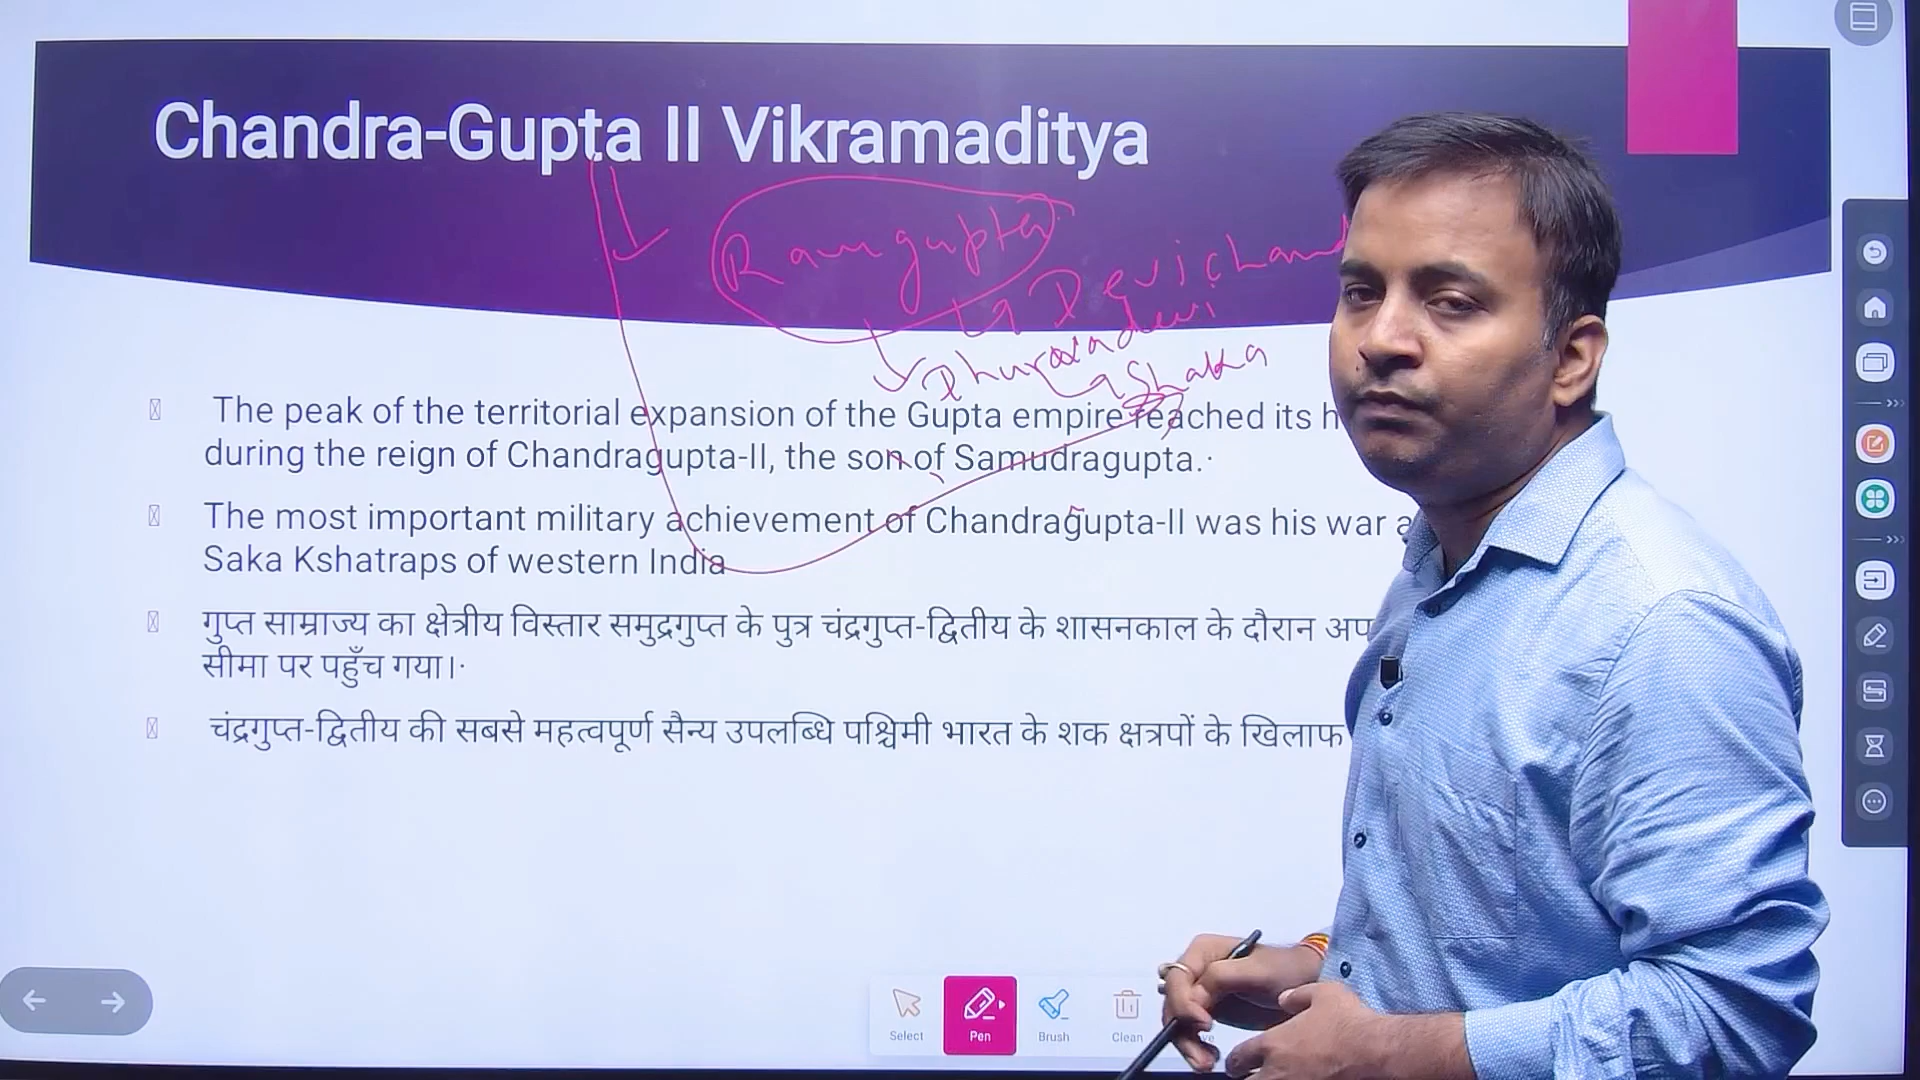 Chandra-Gupta II Vikramaditya
Ramgupta
Devichand
Dhuravadevi
Shaka
The peak of the territorial expansion of the Gupta empire reached its h
during the reign of Chandragupta-II, the son of Samudragupta.
The most important military achievement of Chandragupta-II was his war a
Saka Kshatraps of western India
गुप्त साम्राज्य का क्षेत्रीय विस्तार समुद्रगुप्त के पुत्र चंद्रगुप्त-द्वितीय के शासनकाल के दौरान अप
सीमा पर पहुँच गया।
चंद्रगुप्त-द्वितीय की सबसे महत्वपूर्ण सैन्य उपलब्धि पश्चिमी भारत के शक क्षत्रपों के खिलाफ
Select Pen Brush Clean ve